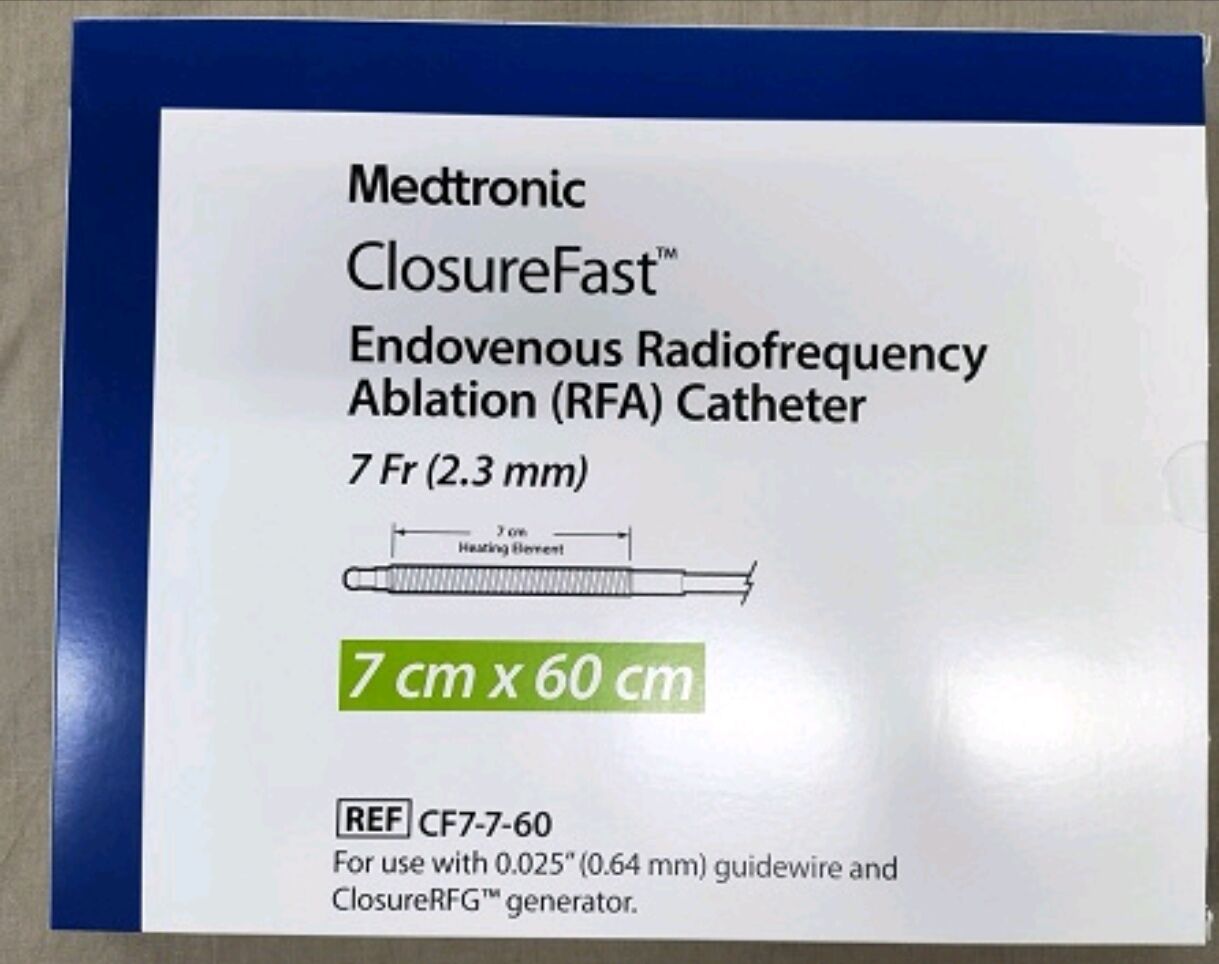 Medtronic
ClosureFast™
Endovenous Radiofrequency
Ablation (RFA) Catheter
7 Fr (2.3 mm)
7 cm
Heating Element
7 cm x 60 cm
REF CF7-7-60
For use with 0.025" (0.64 mm) guidewire and
ClosureRFG™ generator.